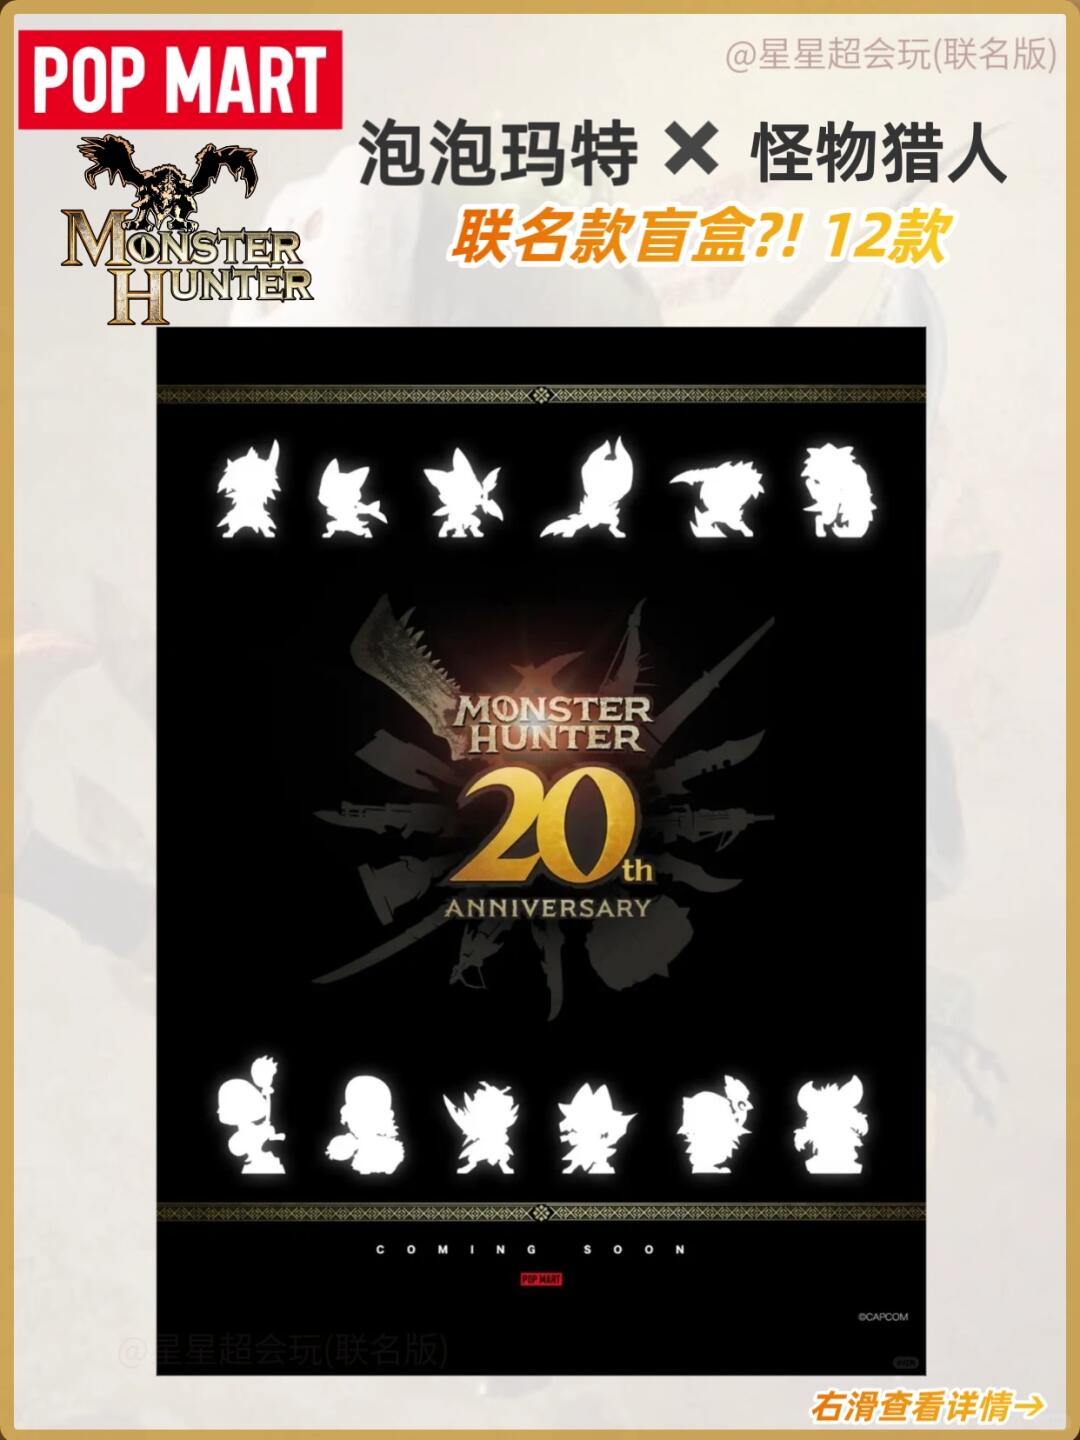 POP MART
@星星超会玩(联名版)
泡泡玛特 ✖ 怪物猎人
MONSTER
HUNTER
联名款盲盒?! 12款
MONSTER
HUNTER
20th
ANNIVERSARY
COMING SOON
POP MART
©CAPCOM
@星星超会玩(联名版)
右滑查看详情→